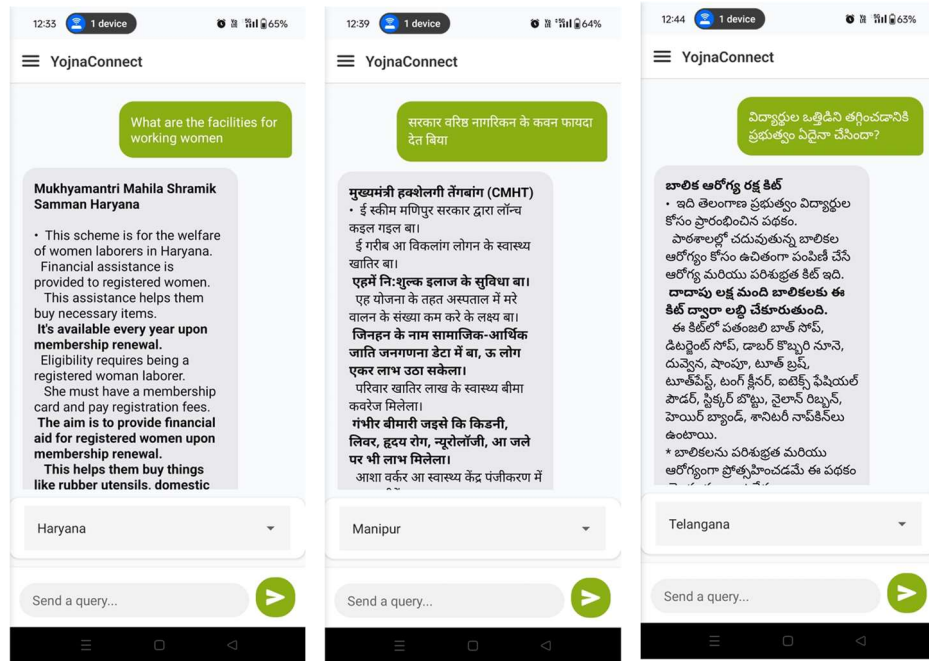 12:33 1 device 65%
YojnaConnect
What are the facilities for
working women
Mukhyamantri Mahila Shramik
Samman Haryana
• This scheme is for the welfare
of women laborers in Haryana.
Financial assistance is
provided to registered women.
This assistance helps them
buy necessary items.
It's available every year upon
membership renewal.
Eligibility requires being a
registered woman laborer.
She must have a membership
card and pay registration fees.
The aim is to provide financial
aid for registered women upon
membership renewal.
This helps them buy things
like rubber utensils, domestic
Haryana
Send a query...
12:39 1 device 64%
YojnaConnect
सरकार वरिष्ठ नागरिकन के कवन फायदा
देत बिया
मुख्यमंत्री हक्शेलगी तेंगबांग (CMHT)
• ई स्कीम मणिपुर सरकार द्वारा लॉन्च
कइल गइल बा।
ई गरीब आ विकलांग लोगन के स्वास्थ्य
खातिर बा।
एहमें नि:शुल्क इलाज के सुविधा बा।
एह योजना के तहत अस्पताल में मरे
वालन के संख्या कम करे के लक्ष्य बा।
जिनहन के नाम सामाजिक-आर्थिक
जाति जनगणना डेटा में बा, ऊ लोग
एकर लाभ उठा सकेला।
परिवार खातिर लाख के स्वास्थ्य बीमा
कवरेज मिलेला।
गंभीर बीमारी जइसे कि किडनी,
लिवर, हृदय रोग, न्यूरोलॉजी, आ जले
पर भी लाभ मिलेला।
आशा वर्कर आ स्वास्थ्य केंद्र पंजीकरण में
Manipur
Send a query...
12:44 1 device 63%
YojnaConnect
విద్యార్థుల ఒత్తిడిని తగ్గించడానికి
ప్రభుత్వం ఏదైనా చేసిందా?
బాలిక ఆరోగ్య రక్ష కిట్
• ఇది తెలంగాణ ప్రభుత్వం విద్యార్థుల
కోసం ప్రారంభించిన పథకం.
పాఠశాలల్లో చదువుతున్న బాలికల
ఆరోగ్యం కోసం ఉచితంగా పంపిణీ చేసే
ఆరోగ్య మరియు పరిశుభ్రత కిట్ ఇది.
దాదాపు లక్ష మంది బాలికలకు ఈ
కిట్ ద్వారా లబ్ధి చేకూరుతుంది.
ఈ కిట్‌లో పతంజలి బాత్ సోప్,
డిటర్జెంట్ సోప్, డాబర్ కొబ్బరి నూనె,
దువ్వెన, షాంపూ, టూత్ బ్రష్,
టూత్‌పేస్ట్, టంగ్ క్లీనర్, ఐటెక్స్ ఫేషియల్
పౌడర్, స్టిక్కర్ బొట్టు, నైలాన్ రిబ్బన్,
హెయిర్ బ్యాండ్, శానిటరీ నాప్‌కిన్‌లు
ఉంటాయి.
* బాలికలను పరిశుభ్రత మరియు
ఆరోగ్యంగా ప్రోత్సహించడమే ఈ పథకం
Telangana
Send a query...